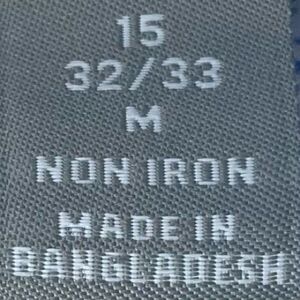 15
32/33
M
NON IRON
MADE IN
BANGLADESH